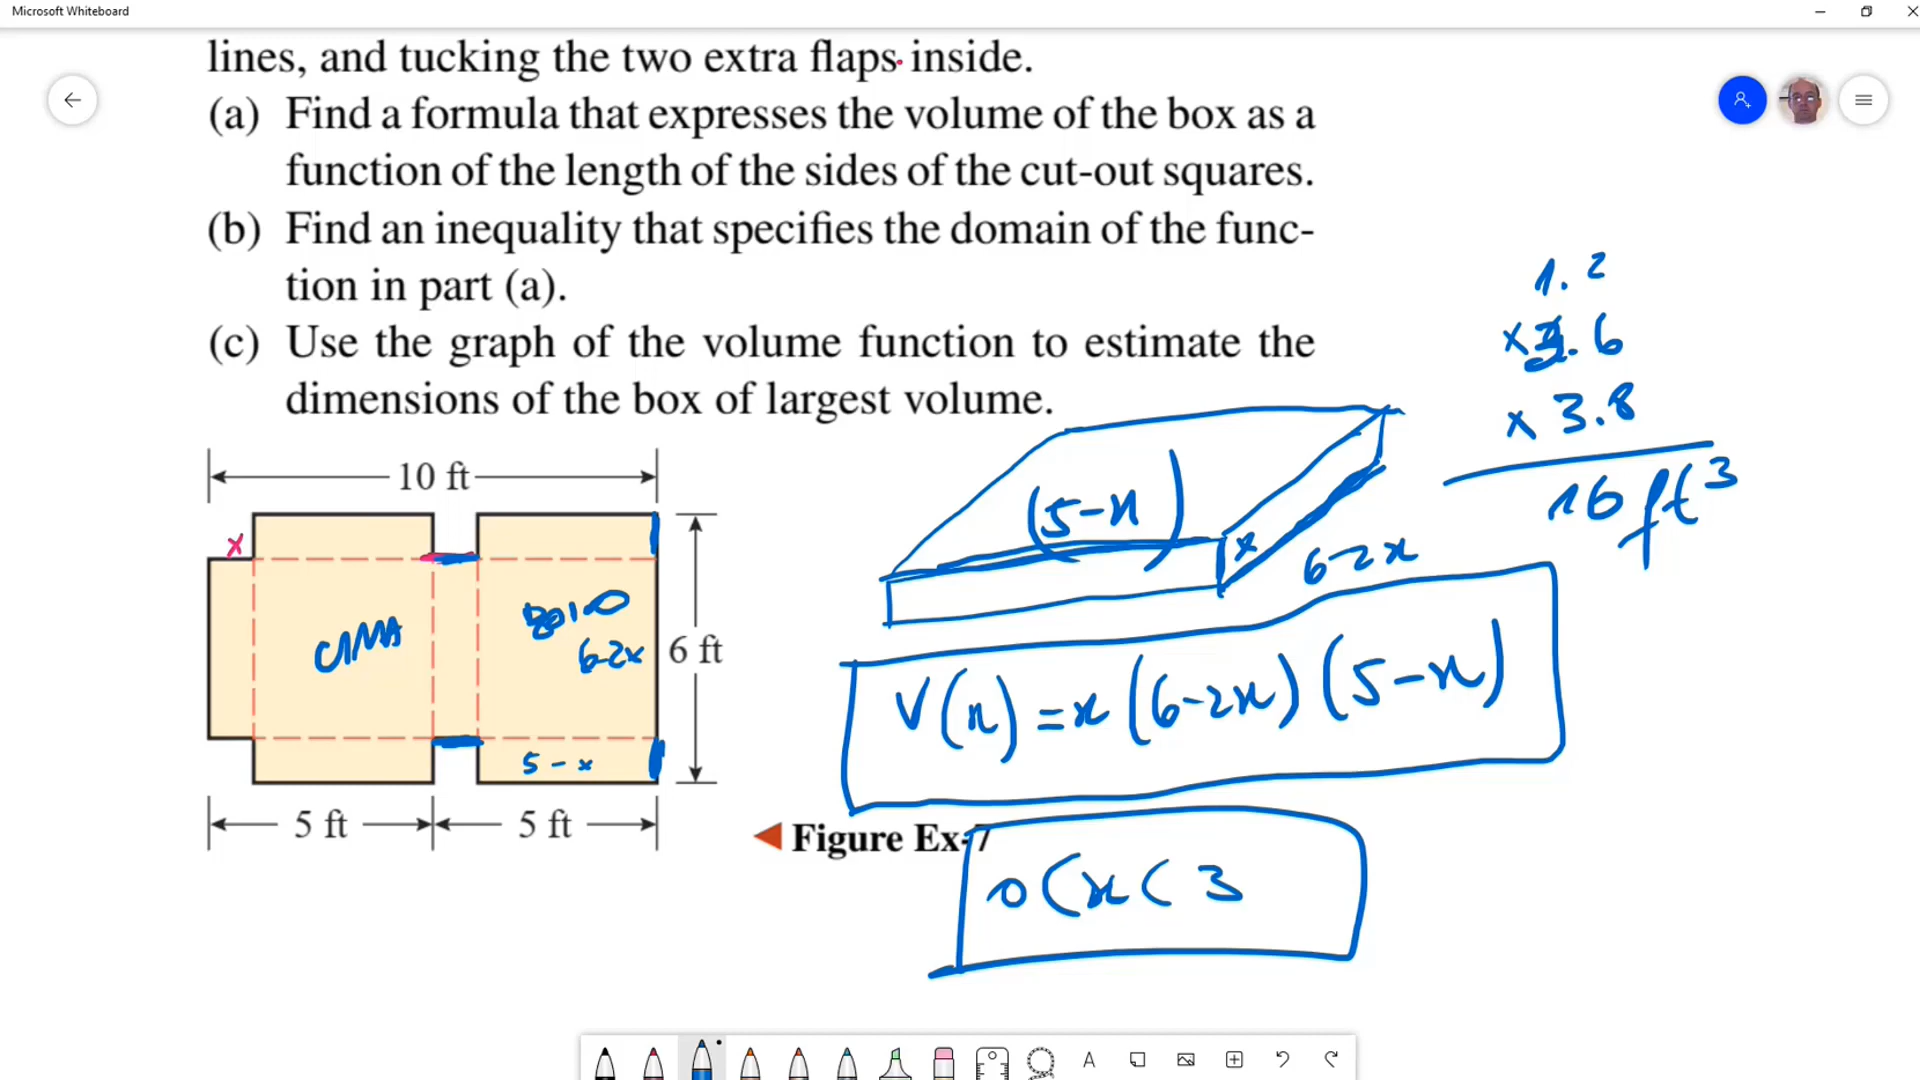 Microsoft Whiteboard
lines, and tucking the two extra flaps inside.
(a) Find a formula that expresses the volume of the box as a
function of the length of the sides of the cut-out squares.
(b) Find an inequality that specifies the domain of the func-
tion in part (a).
(c) Use the graph of the volume function to estimate the
dimensions of the box of largest volume.
1.2
x 3.6
x 3.8
16 ft³
10 ft
x
(5-x)
x
6-2x
CIMA
6-2x
6 ft
V(x) = x (6-2x) (5-x)
5-x
5 ft
5 ft
Figure Ex-7
0 < x < 3
A